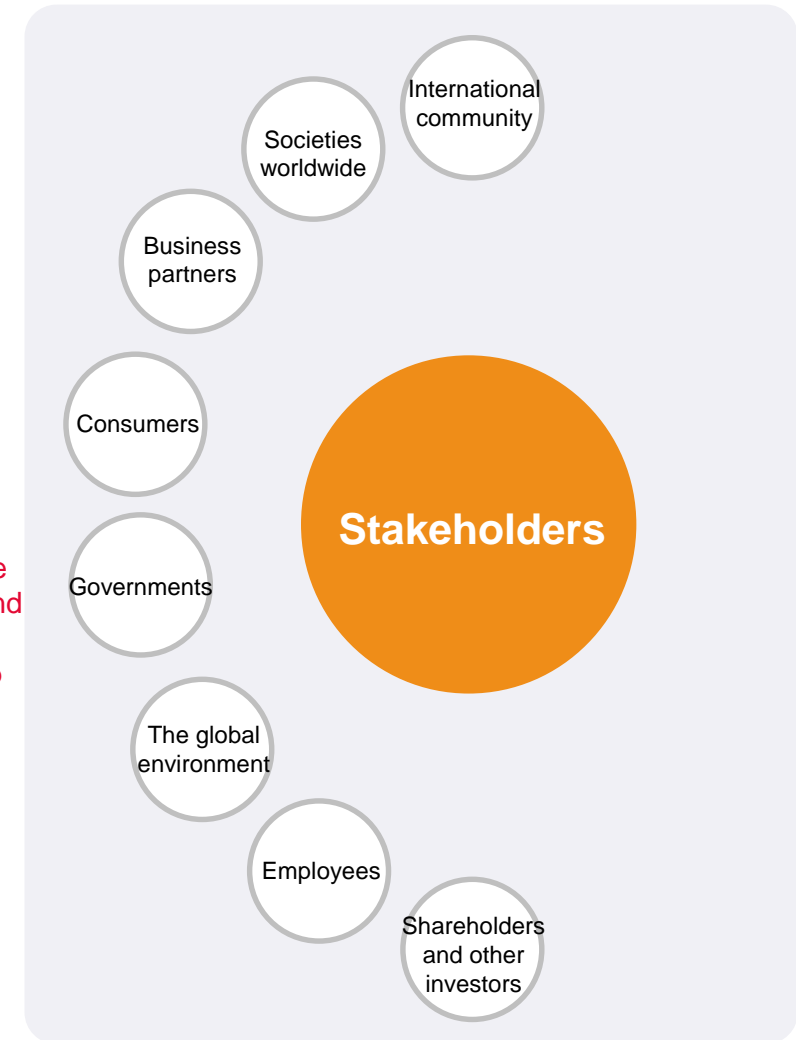 International
community
Societies
worldwide
Business
partners
Consumers
Stakeholders
Governments
The global
environment
Employees
Shareholders
and other
investors